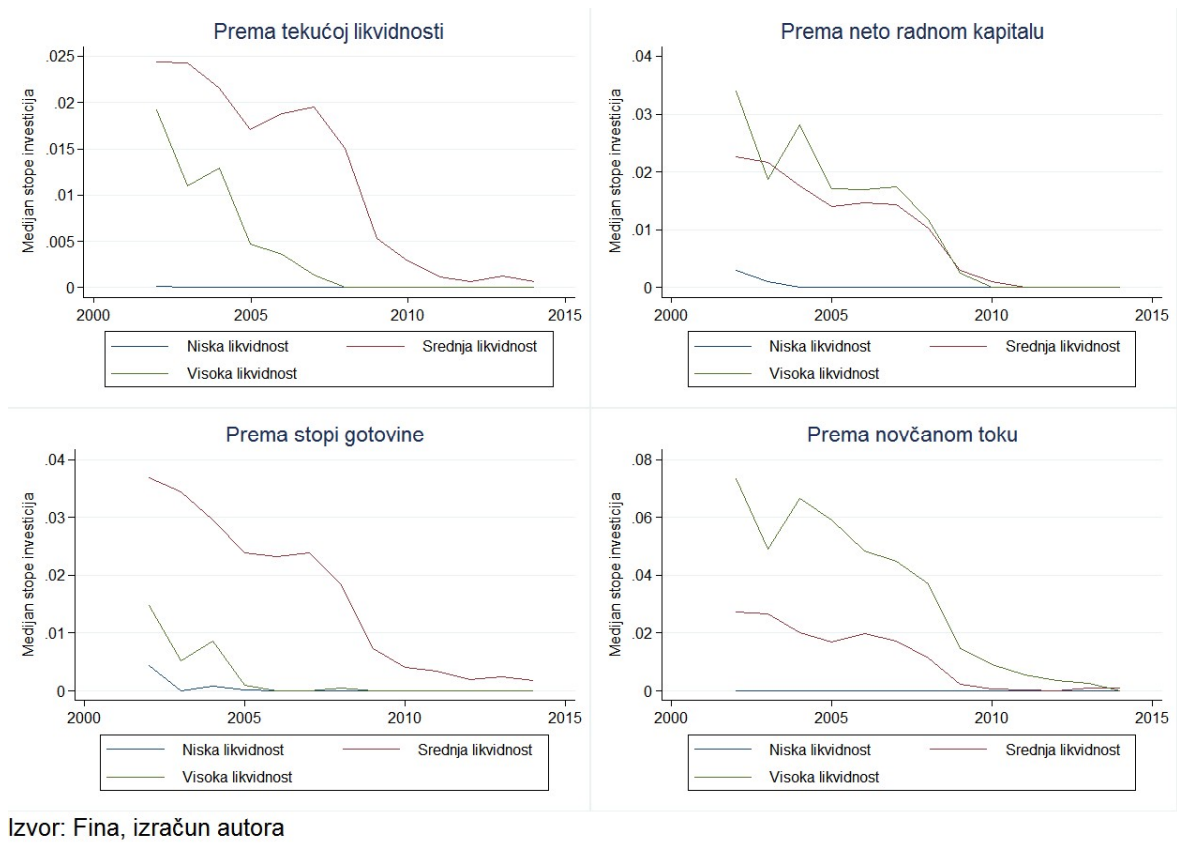 Prema tekućoj likvidnosti
Medijan stope investicija
.025
.02
.015
.01
.005
0
2000 2005 2010 2015
Niska likvidnost Srednja likvidnost
Visoka likvidnost
Prema neto radnom kapitalu
Medijan stope investicija
.04
.03
.02
.01
0
2000 2005 2010 2015
Niska likvidnost Srednja likvidnost
Visoka likvidnost
Prema stopi gotovine
Medijan stope investicija
.04
.03
.02
.01
0
2000 2005 2010 2015
Niska likvidnost Srednja likvidnost
Visoka likvidnost
Prema novčanom toku
Medijan stope investicija
.08
.06
.04
.02
0
2000 2005 2010 2015
Niska likvidnost Srednja likvidnost
Visoka likvidnost
Izvor: Fina, izračun autora